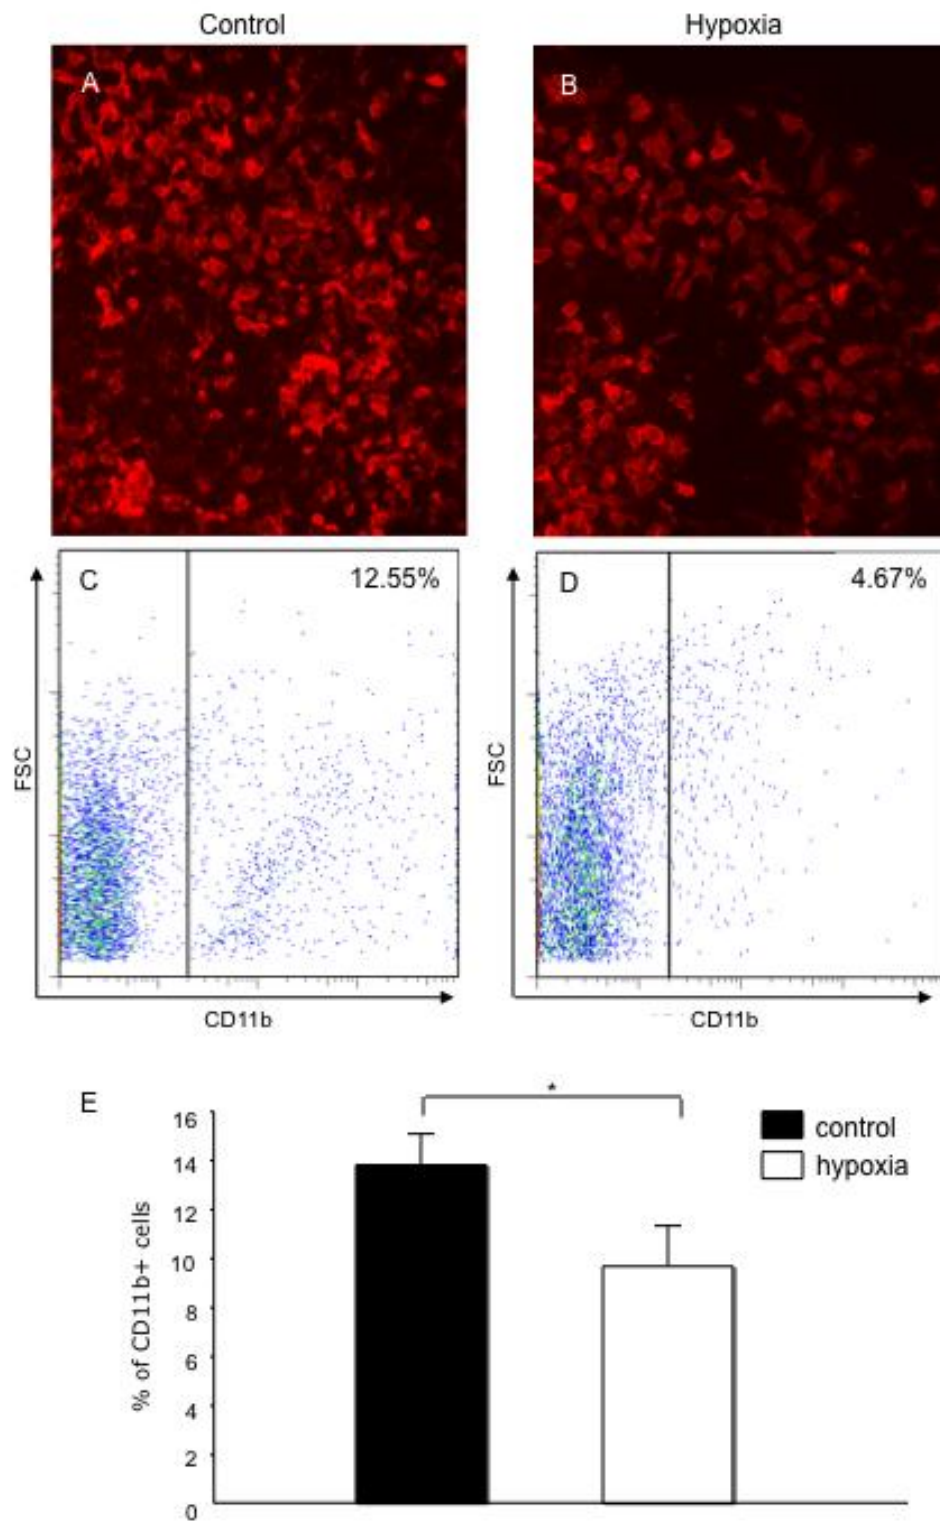 Control Hypoxia
A B
C 12.55% D 4.67%
FSC FSC
CD11b CD11b
E
*
16
14
12
10
8
6
4
2
0
% of CD11b+ cells
control
hypoxia